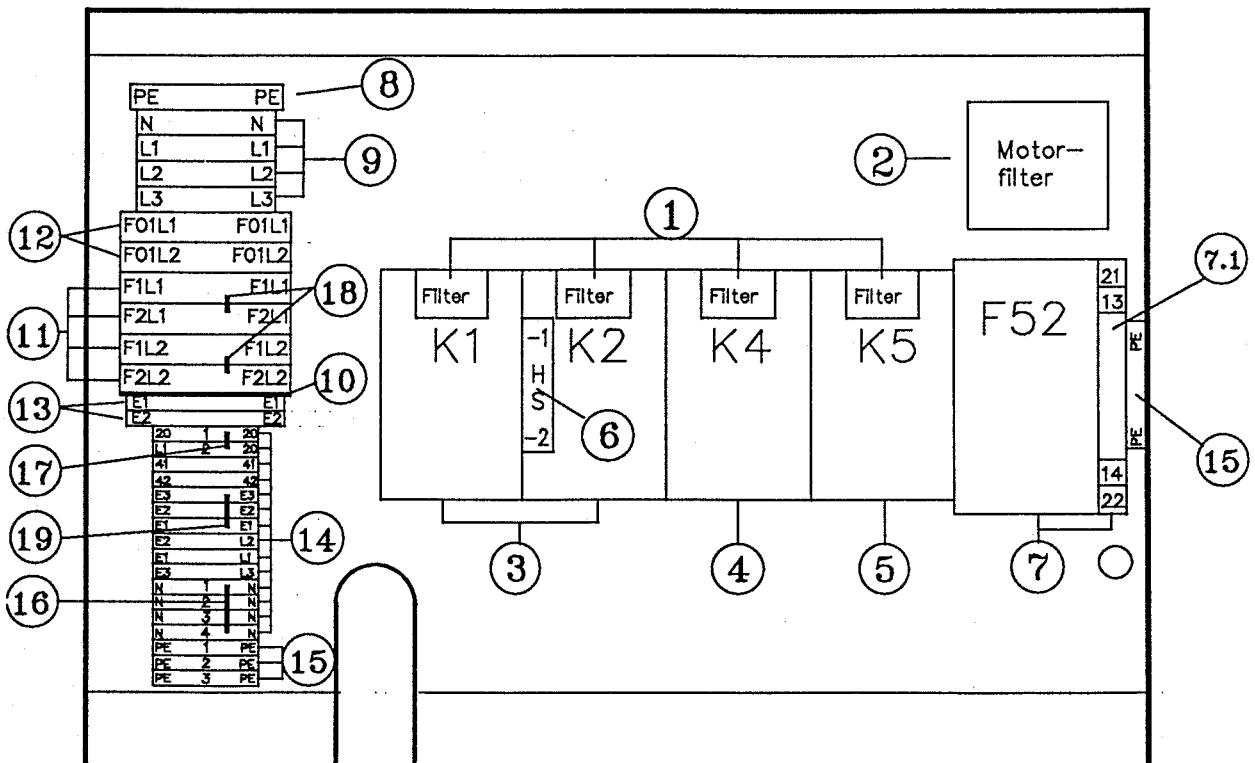 PE PE
8
N N
L1 L1
9
L2 L2
L3 L3
2
Motor-
filter
1
12
FO1L1 FO1L1
FO1L2 FO1L2
F1L1 F1L1
18
F2L1 F2L1
11
F1L2 F1L2
F2L2 F2L2
10
13
E1 E1
E2 E2
20 1 20
L1 2 20
17
41 41
42 42
E3 E3
E2 E2
19
E1 E1
E2 L2
14
E1 L1
E3 L3
16
N 1 N
N 2 N
N 3 N
N 4 N
PE 1 PE
PE 2 PE
15
PE 3 PE
Filter
K1
-1
H
S
-2
6
Filter
K2
Filter
K4
Filter
K5
F52
21
13
7.1
PE
PE
15
14
22
3
4
5
7